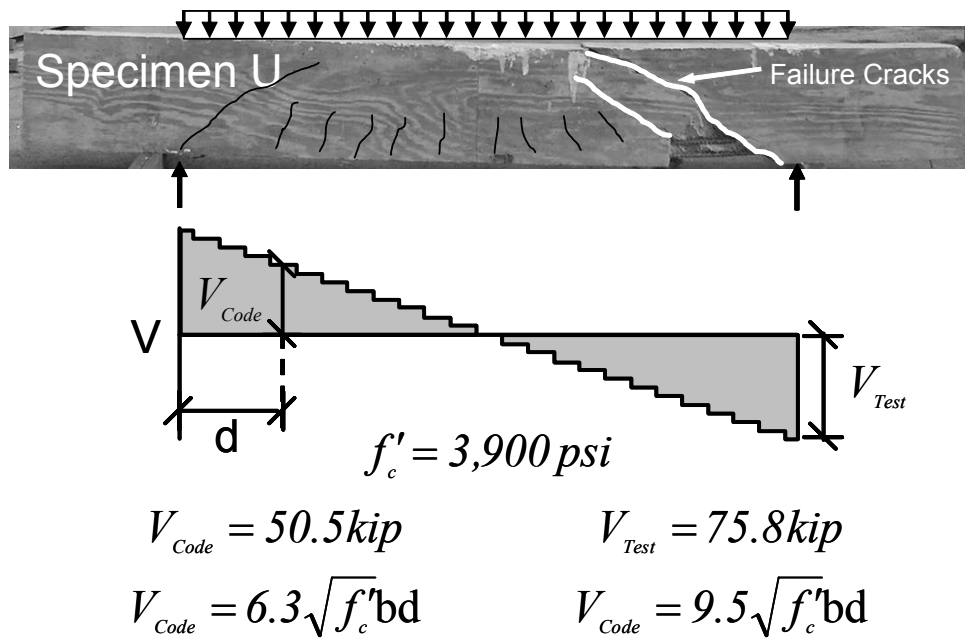 Specimen U
Failure Cracks
V
V_Code
V_Test
d
f'_c = 3,900 psi
V_Code = 50.5kip
V_Test = 75.8kip
V_Code = 6.3√f'_c bd
V_Code = 9.5√f'_c bd